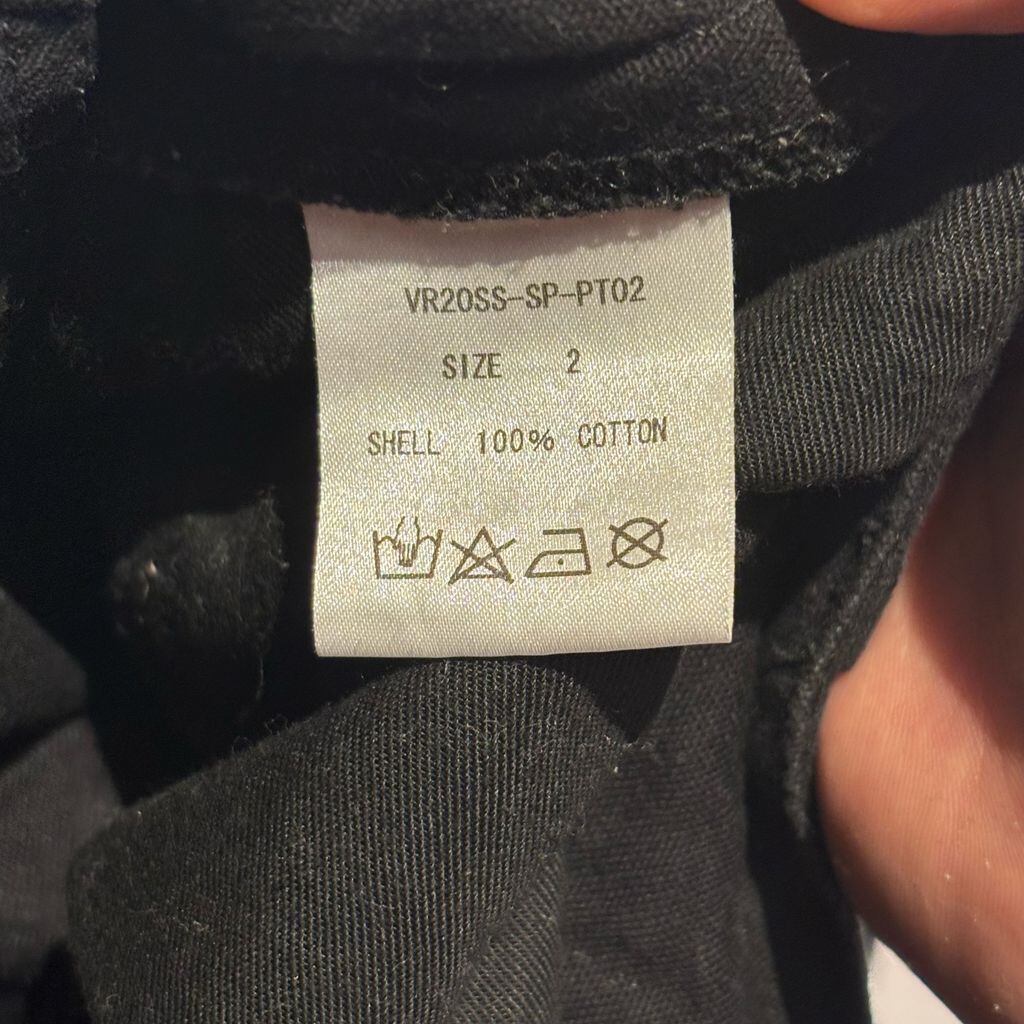 VR20SS-SP-PT02
SIZE 2
SHELL 100% COTTON